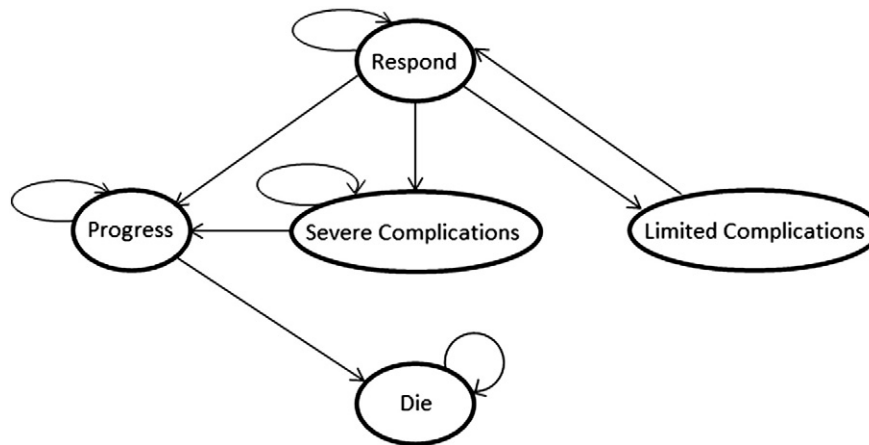 Respond
Progress
Severe Complications
Limited Complications
Die